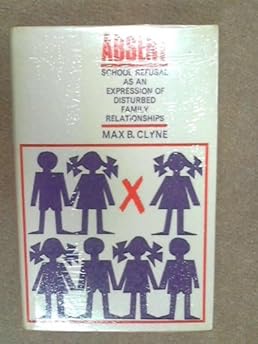 ABSENT
SCHOOL REFUSAL
AS AN
EXPRESSION OF
DISTURBED
FAMILY
RELATIONSHIPS
MAX B. CLYNE
X